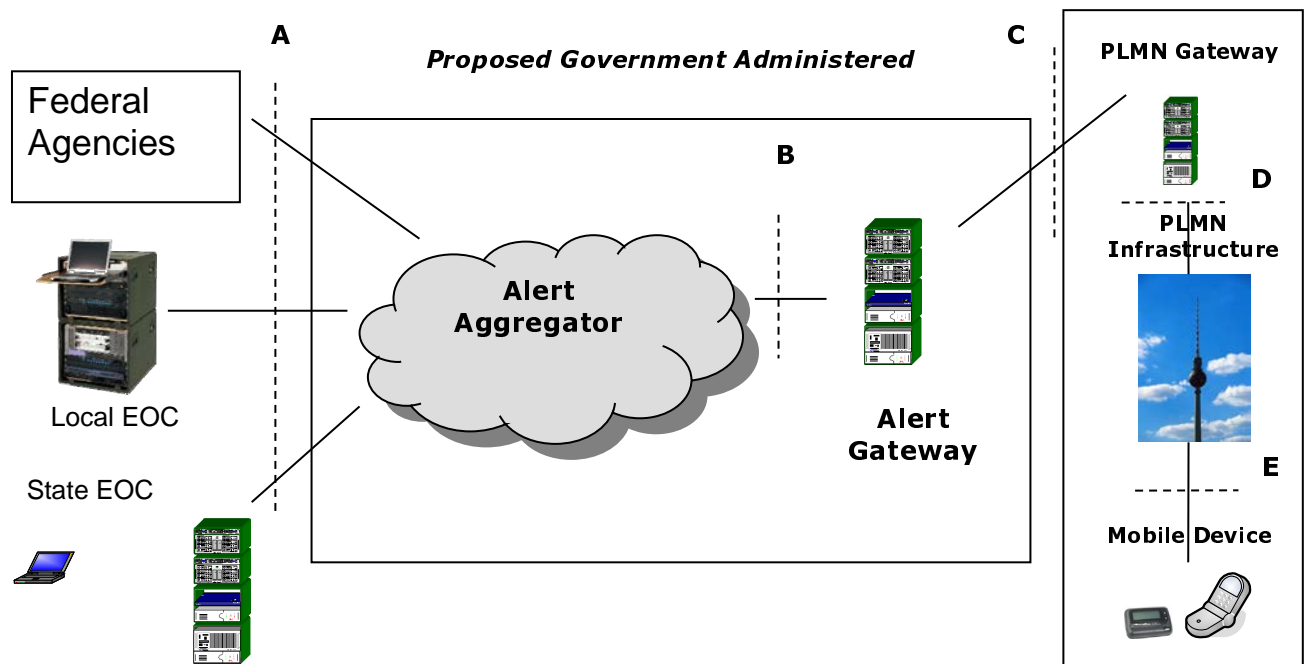 A
Proposed Government Administered
C
PLMN Gateway
Federal
Agencies
B
D
PLMN
Infrastructure
Alert
Aggregator
Local EOC
Alert
Gateway
E
State EOC
Mobile Device